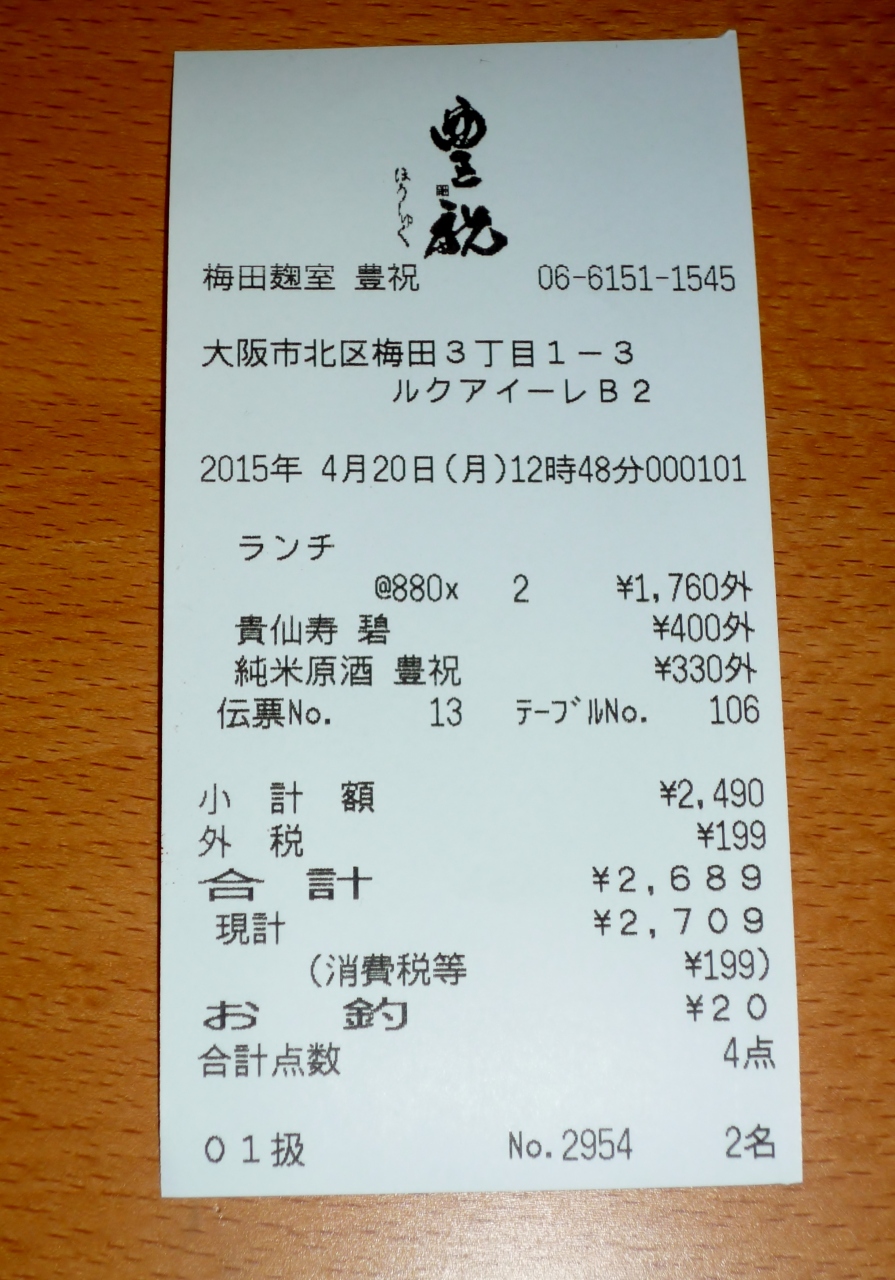 豊祝
ほうしゅく
梅田麹室 豊祝 06-6151-1545
大阪市北区梅田3丁目1-3
ルクアイーレB2
2015年 4月20日(月)12時48分000101
ランチ
@880x 2 ¥1,760外
貴仙寿 碧 ¥400外
純米原酒 豊祝 ¥330外
伝票No. 13 テーブルNo. 106
小計額 ¥2,490
外税 ¥199
合計 ¥2,689
現計 ¥2,709
(消費税等 ¥199)
お釣 ¥20
合計点数 4点
01扱 No.2954 2名